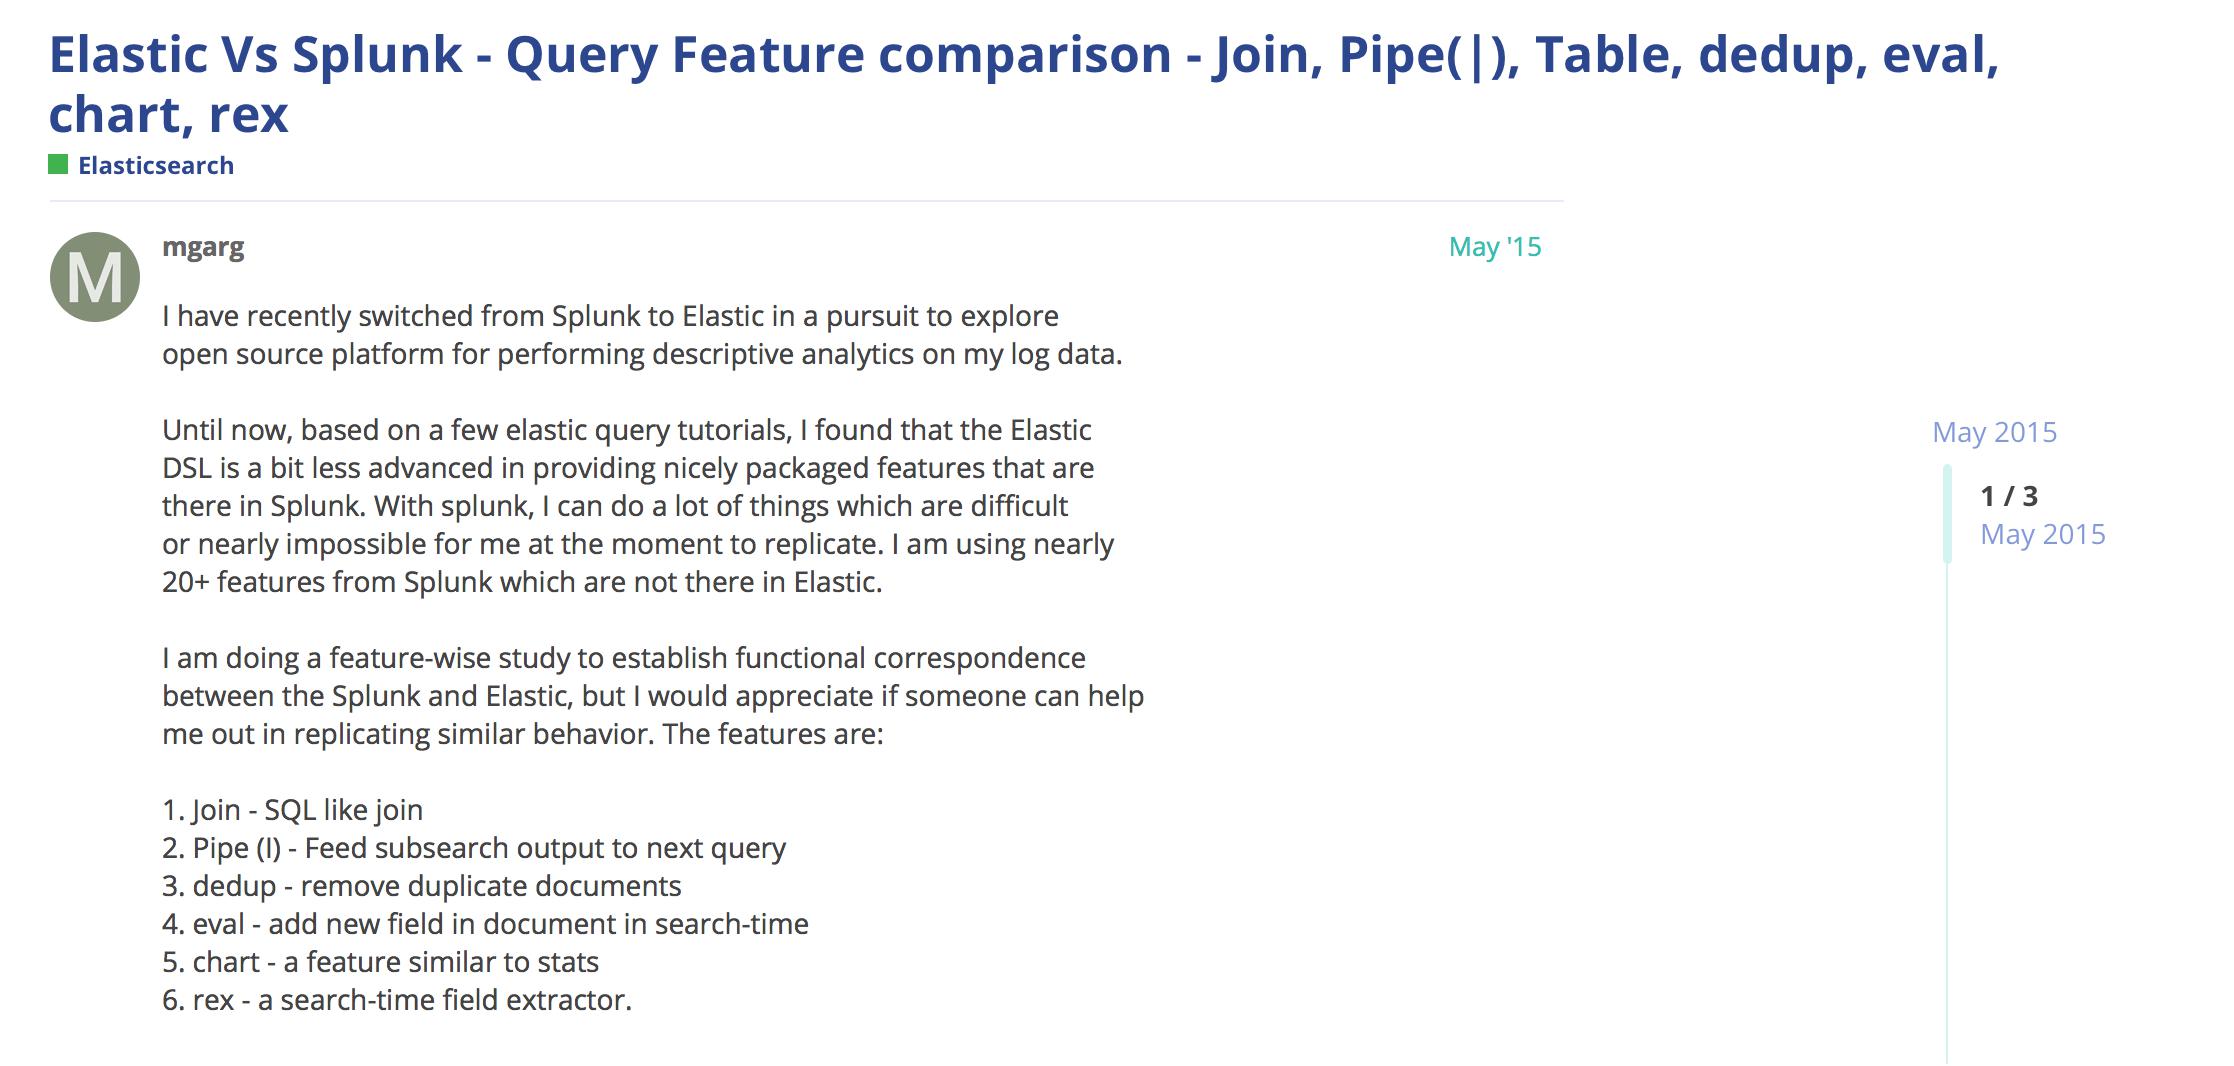 Elastic Vs Splunk - Query Feature comparison - Join, Pipe(|), Table, dedup, eval,
chart, rex
Elasticsearch
M
mgarg
May '15
I have recently switched from Splunk to Elastic in a pursuit to explore
open source platform for performing descriptive analytics on my log data.
Until now, based on a few elastic query tutorials, I found that the Elastic
DSL is a bit less advanced in providing nicely packaged features that are
there in Splunk. With splunk, I can do a lot of things which are difficult
or nearly impossible for me at the moment to replicate. I am using nearly
20+ features from Splunk which are not there in Elastic.
I am doing a feature-wise study to establish functional correspondence
between the Splunk and Elastic, but I would appreciate if someone can help
me out in replicating similar behavior. The features are:
1. Join - SQL like join
2. Pipe (I) - Feed subsearch output to next query
3. dedup - remove duplicate documents
4. eval - add new field in document in search-time
5. chart - a feature similar to stats
6. rex - a search-time field extractor.
May 2015
1 / 3
May 2015